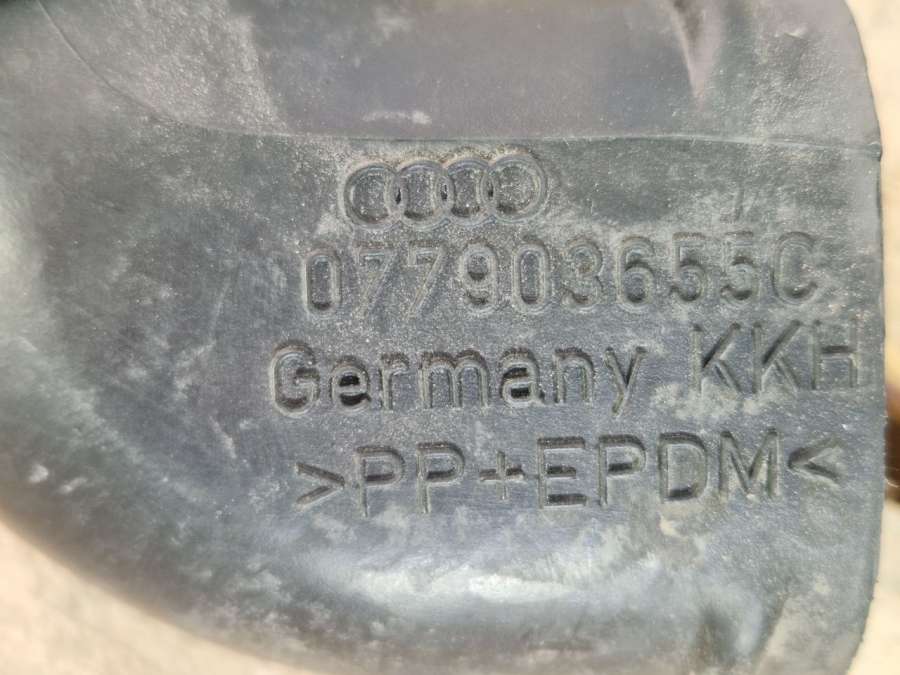 077903655C
Germany KKH
>PP+EPDM<